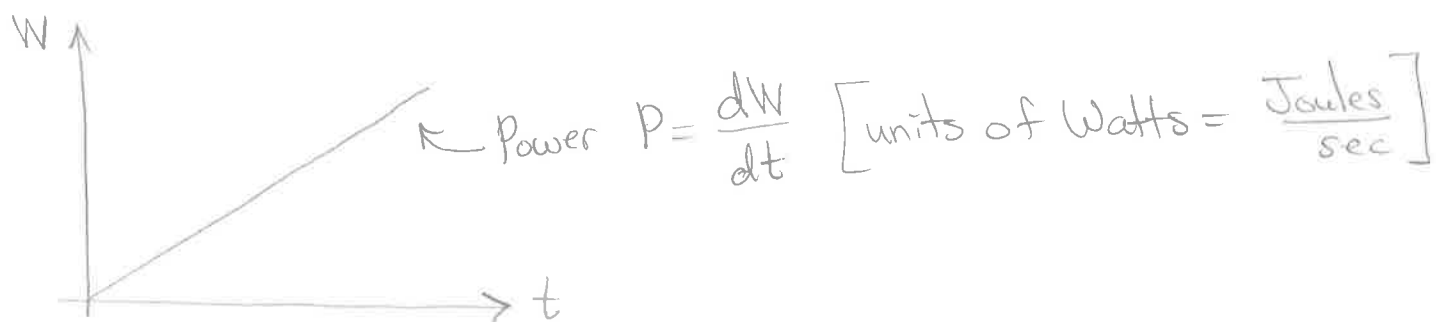 W
Power P = dW/dt [units of Watts = Joules/sec]
t